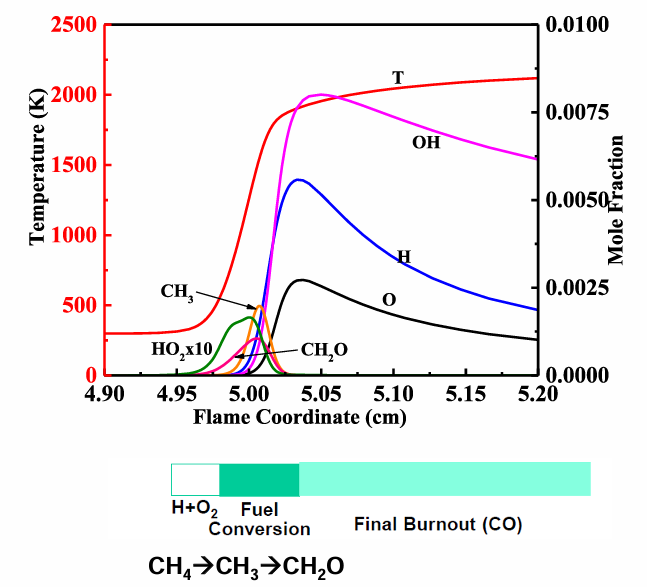 2500
2000
1500
1000
500
0
Temperature (K)
0.0100
0.0075
0.0050
0.0025
0.0000
Mole Fraction
T
OH
H
O
CH₃
HO₂x10
CH₂O
4.90 4.95 5.00 5.05 5.10 5.15 5.20
Flame Coordinate (cm)
H+O₂
Fuel
Conversion
Final Burnout (CO)
CH₄→CH₃→CH₂O